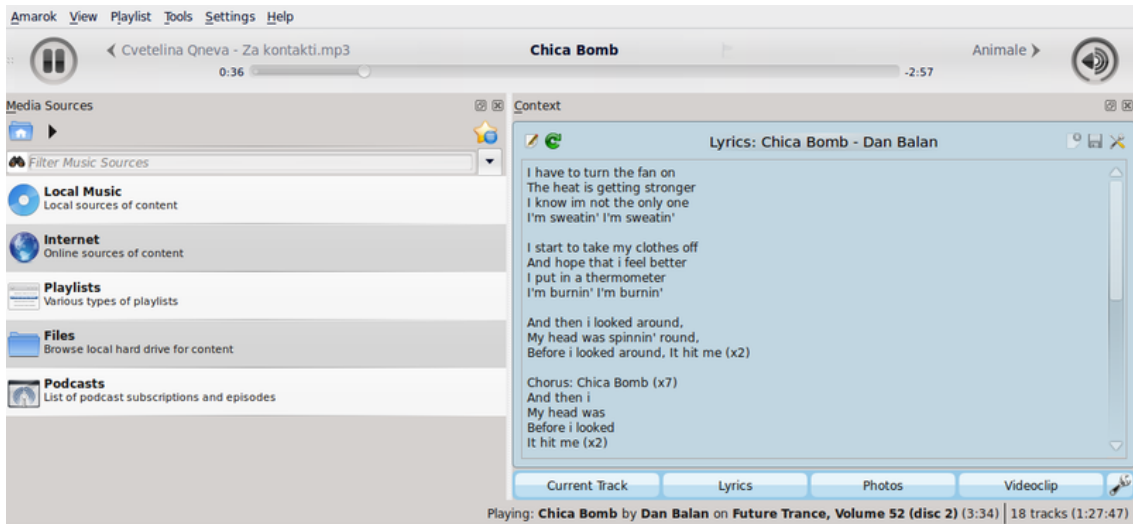 Amarok View Playlist Tools Settings Help
Cvetelina Qneva - Za kontakti.mp3
Chica Bomb
Animale
0:36
-2:57
Media Sources
Filter Music Sources
Local Music
Local sources of content
Internet
Online sources of content
Playlists
Various types of playlists
Files
Browse local hard drive for content
Podcasts
List of podcast subscriptions and episodes
Context
Lyrics: Chica Bomb - Dan Balan
I have to turn the fan on
The heat is getting stronger
I know im not the only one
I'm sweatin' I'm sweatin'
I start to take my clothes off
And hope that i feel better
I put in a thermometer
I'm burnin' I'm burnin'
And then i looked around,
My head was spinnin' round,
Before i looked around, It hit me (x2)
Chorus: Chica Bomb (x7)
And then i
My head was
Before i looked
It hit me (x2)
Current Track Lyrics Photos Videoclip
Playing: Chica Bomb by Dan Balan on Future Trance, Volume 52 (disc 2) (3:34) 18 tracks (1:27:47)